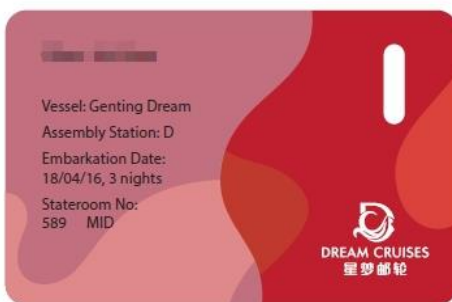 Vessel: Genting Dream
Assembly Station: D
Embarkation Date:
18/04/16, 3 nights
Stateroom No:
589 MID
DREAM CRUISES
星梦邮轮